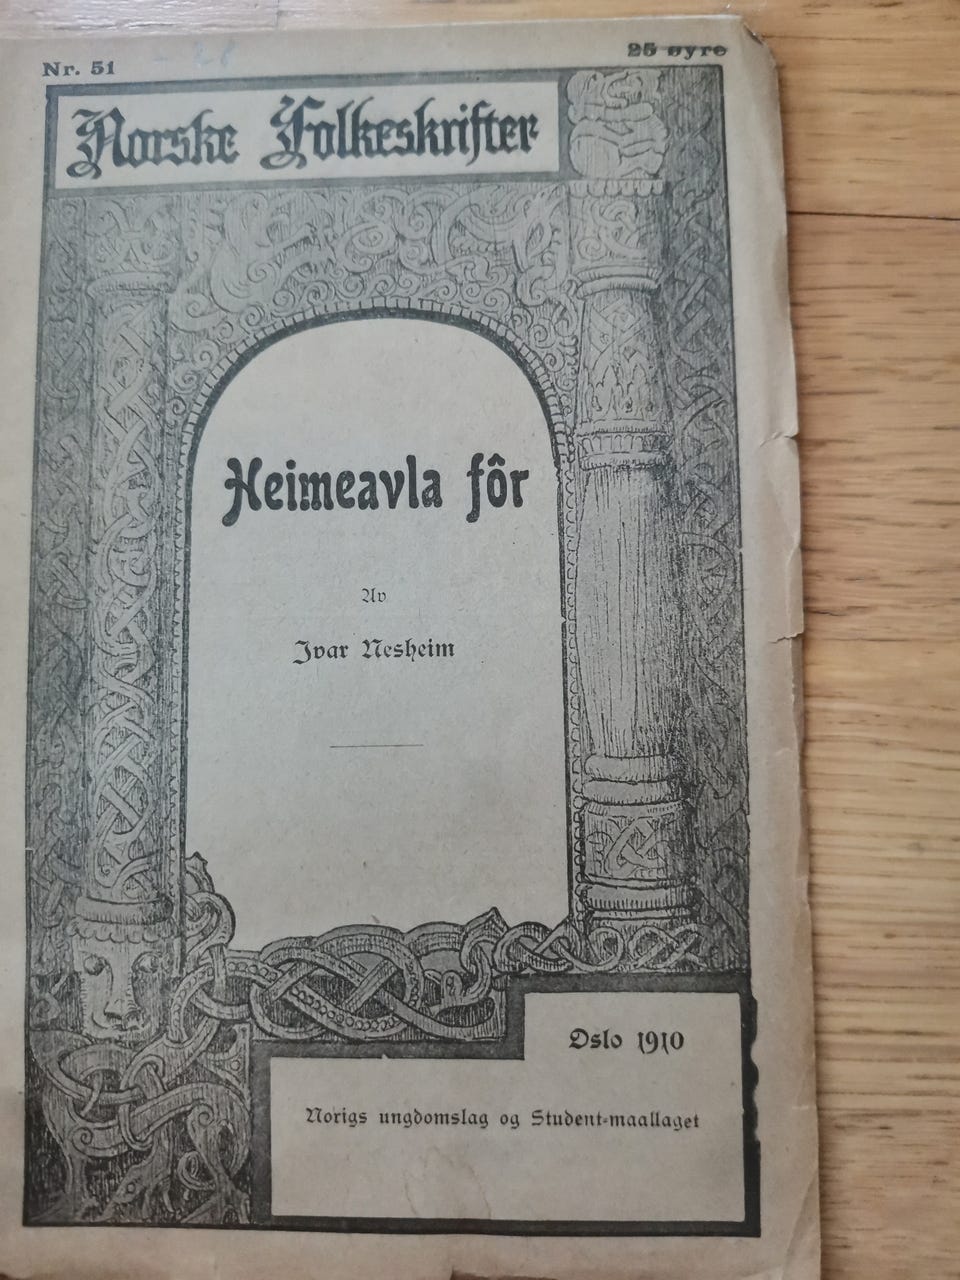 Nr. 51
25 øyre
Norske Folkeskrifter
Heimeavla fôr
Av
Ivar Nesheim
Oslo 1910
Norigs ungdomslag og Student-maallaget